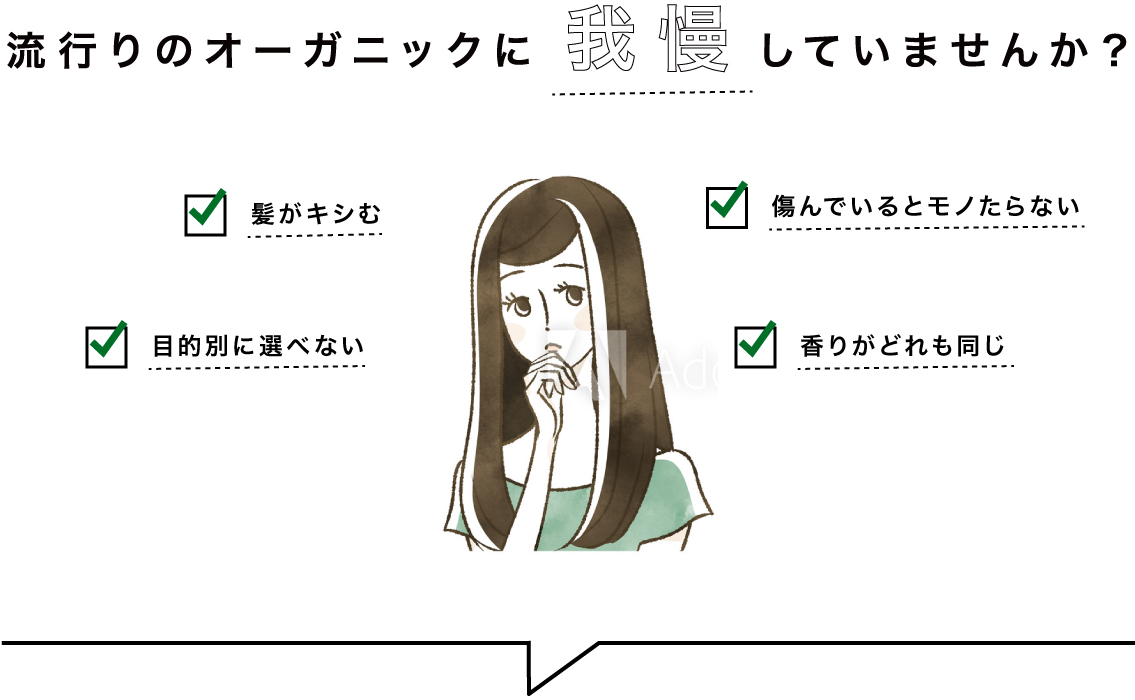 流行りのオーガニックに我慢していませんか？
髪がキシむ
傷んでいるとモノたらない
目的別に選べない
香りがどれも同じ